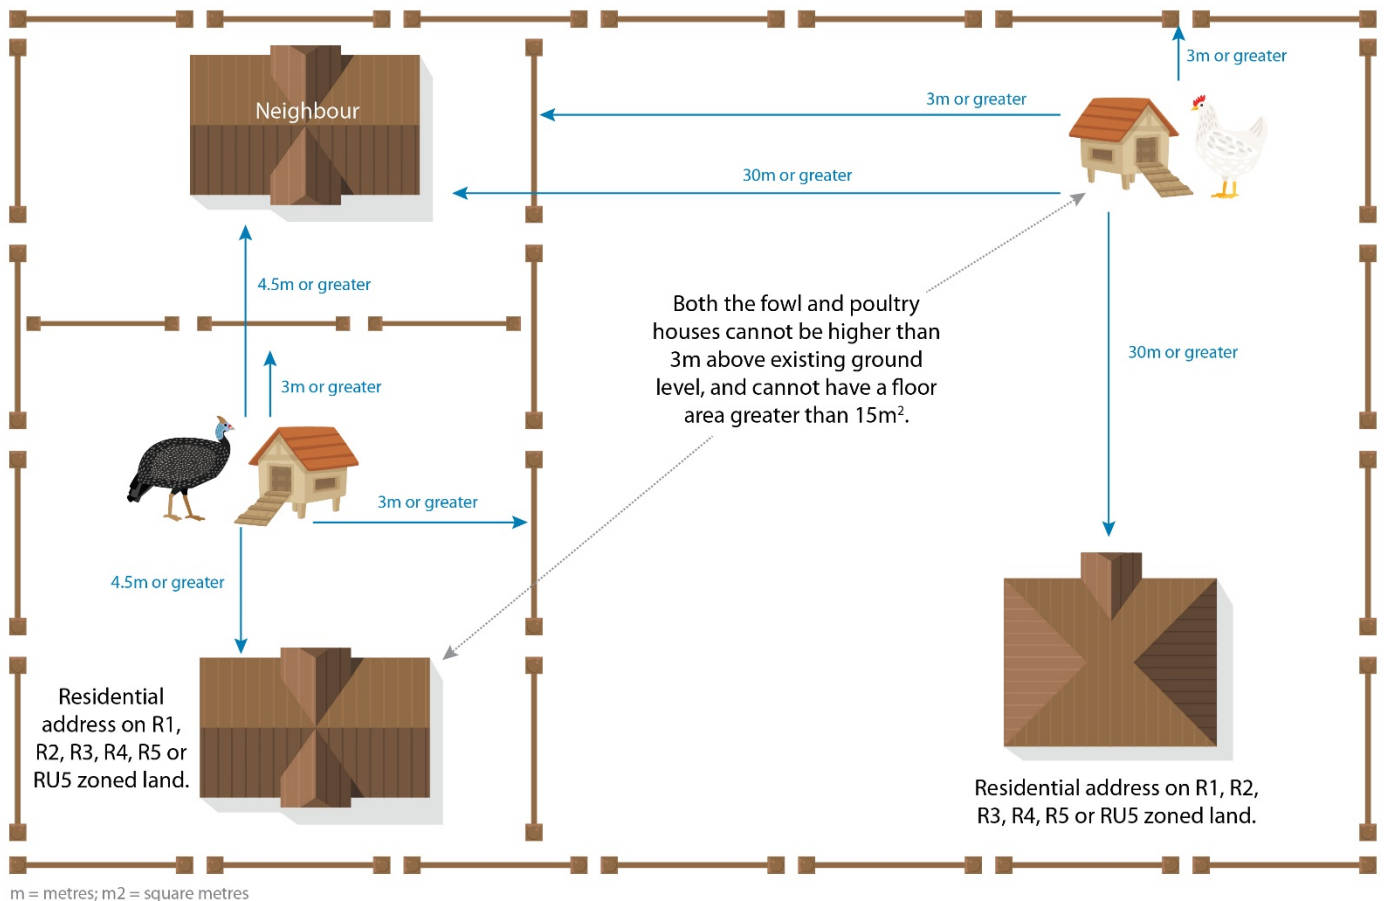 3m or greater
Neighbour
3m or greater
30m or greater
4.5m or greater
Both the fowl and poultry
houses cannot be higher than
3m above existing ground
level, and cannot have a floor
area greater than 15m².
30m or greater
3m or greater
3m or greater
4.5m or greater
Residential
address on R1,
R2, R3, R4, R5 or
RU5 zoned land.
Residential address on R1, R2,
R3, R4, R5 or RU5 zoned land.
m = metres; m2 = square metres